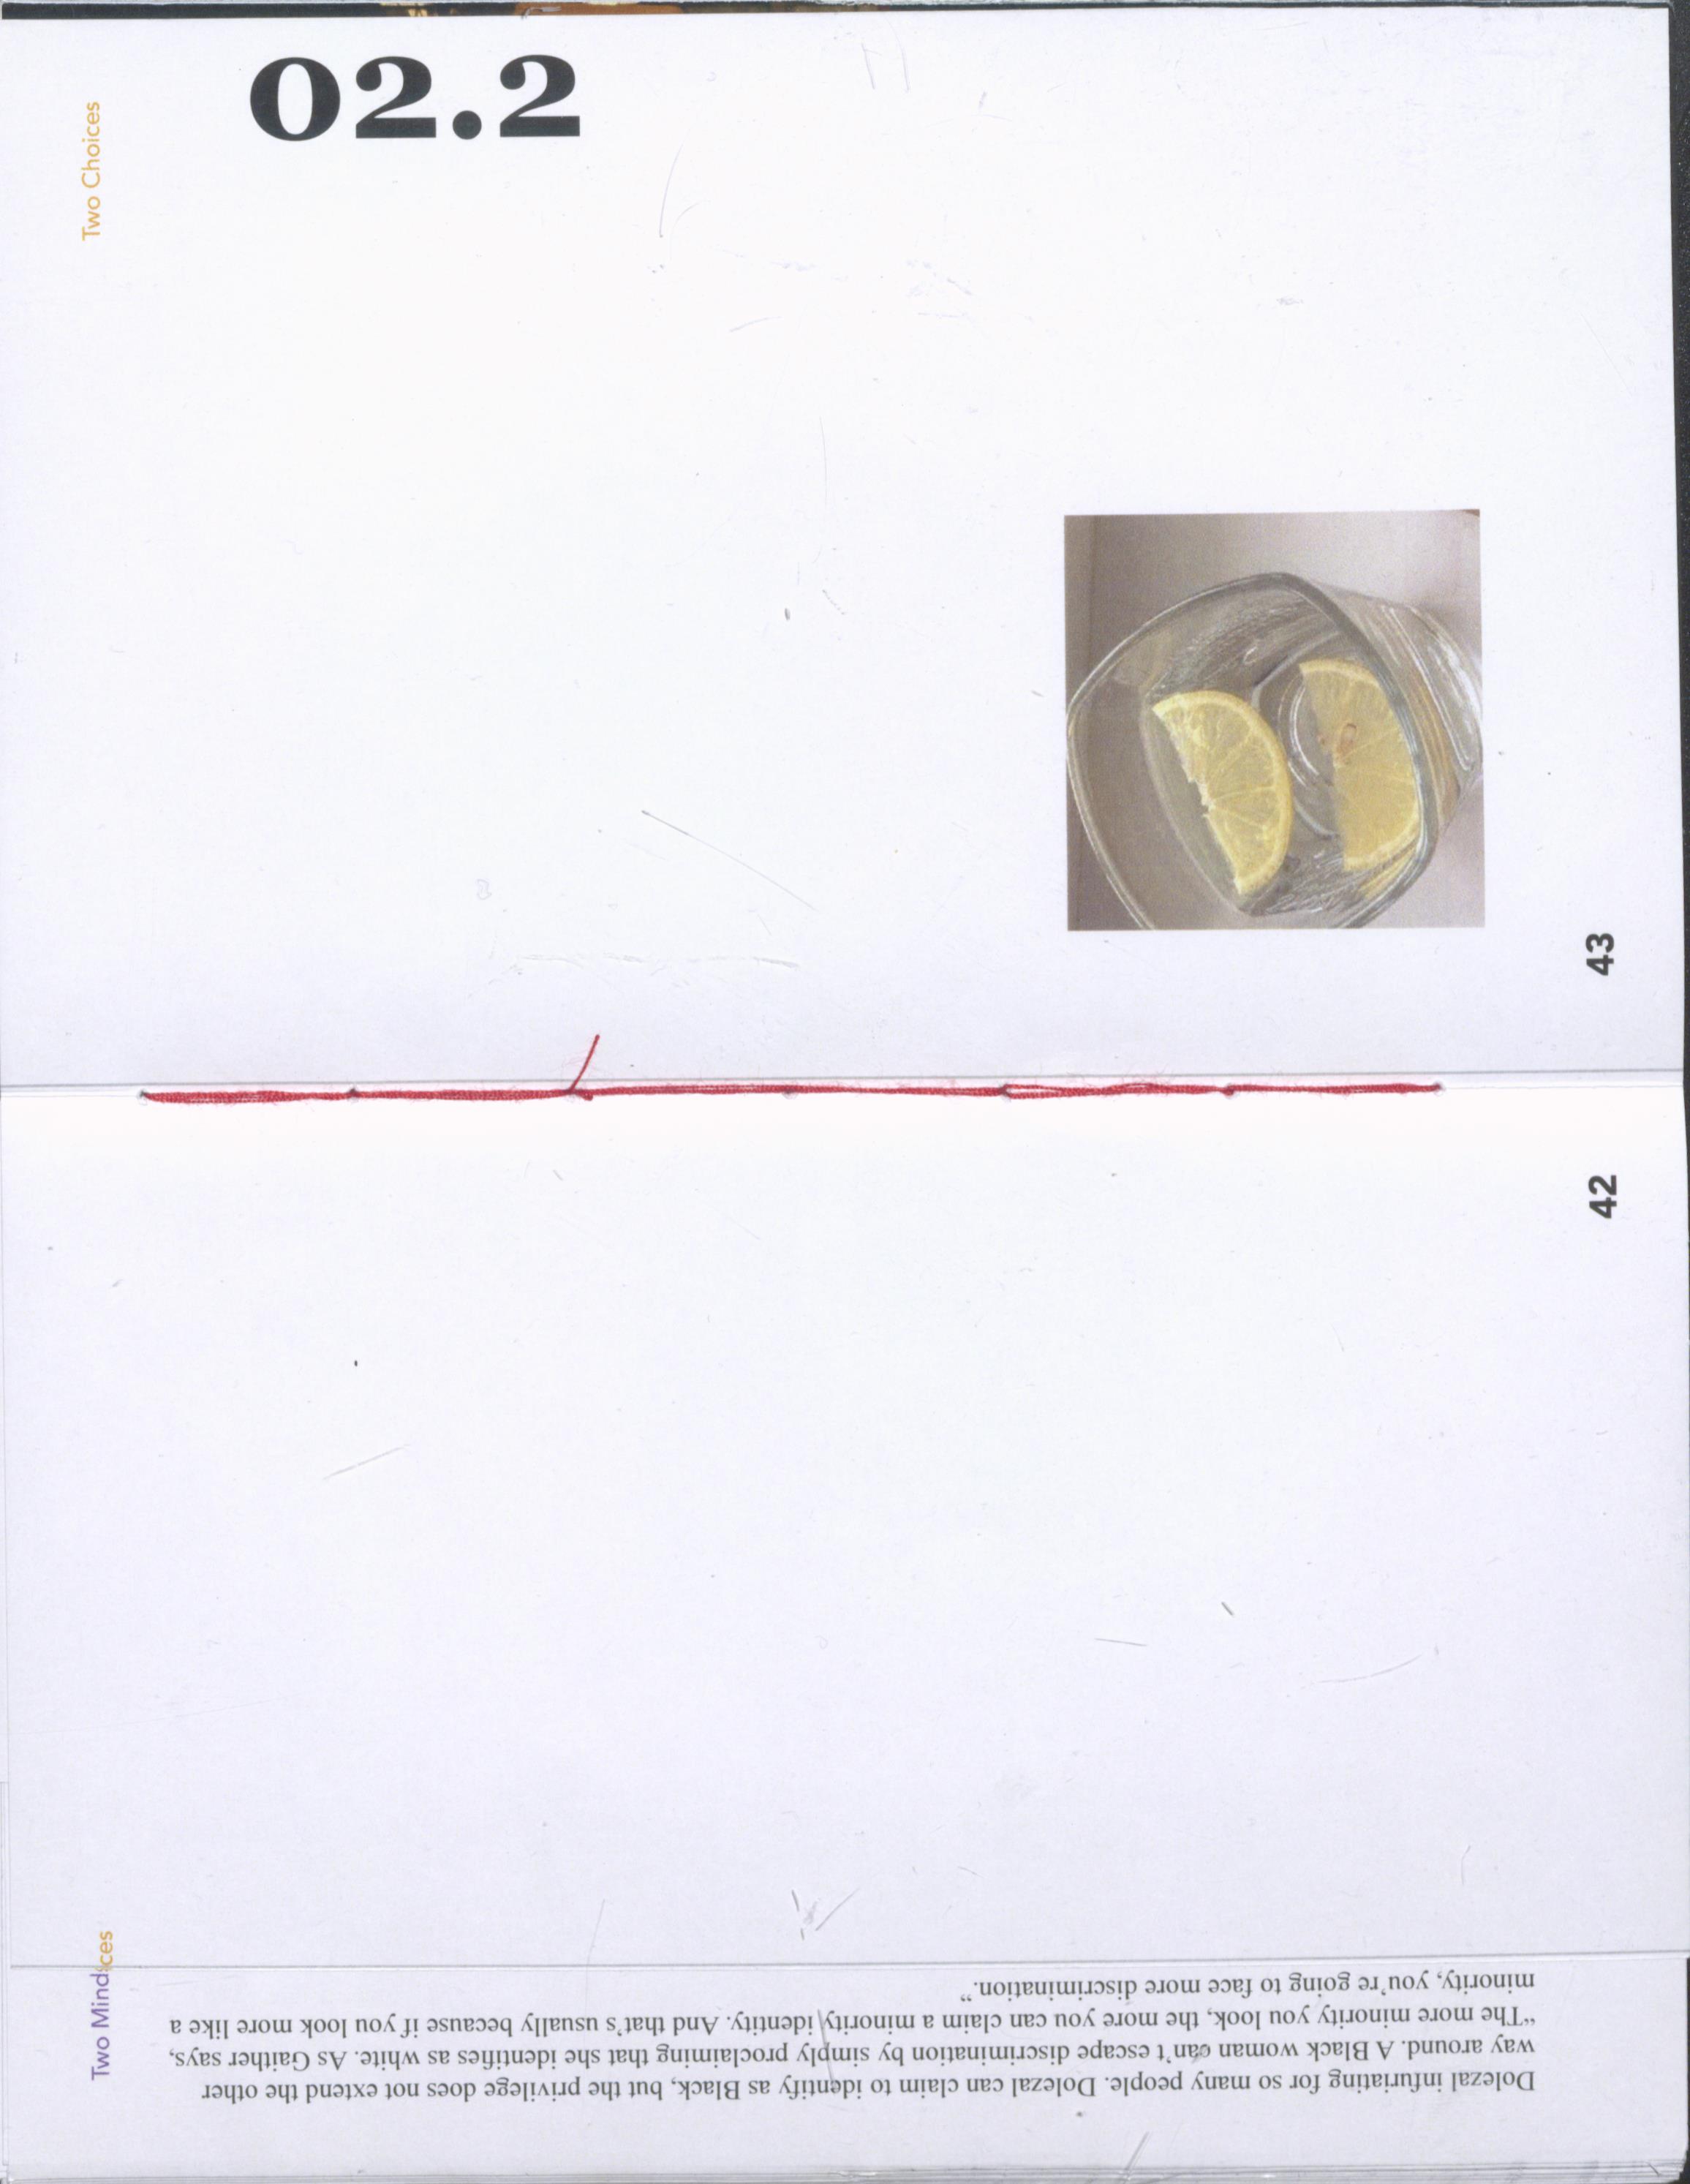 Two Minds
ces
Dolezal infuriating for so many people. Dolezal can claim to identify as Black, but the privilege does not extend the other
way around. A Black woman can’t escape discrimination by simply proclaiming that she identifies as white. As Gaither says,
“The more minority you look, the more you can claim a minority identity. And that’s usually because if you look more like a
minority, you’re going to face more discrimination.”
42
Two Choices
02.2
43